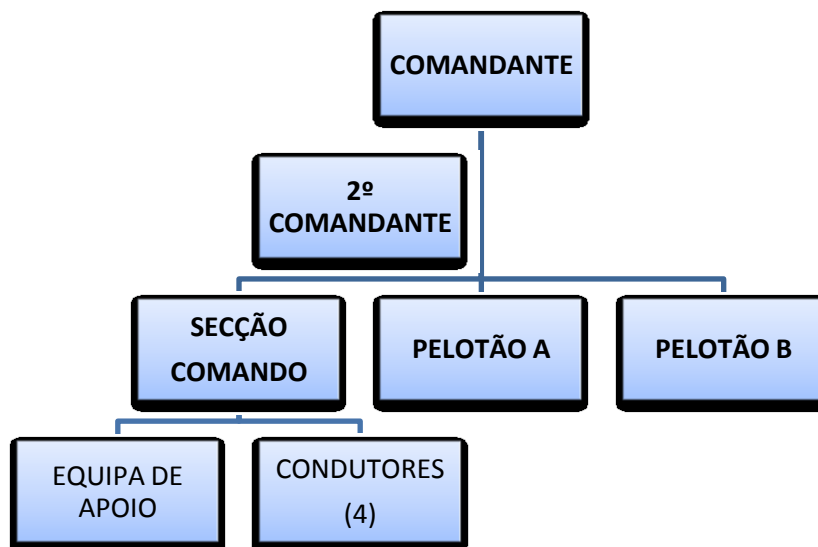 COMANDANTE
2º
COMANDANTE
SECÇÃO
COMANDO
PELOTÃO A
PELOTÃO B
EQUIPA DE
APOIO
CONDUTORES
(4)